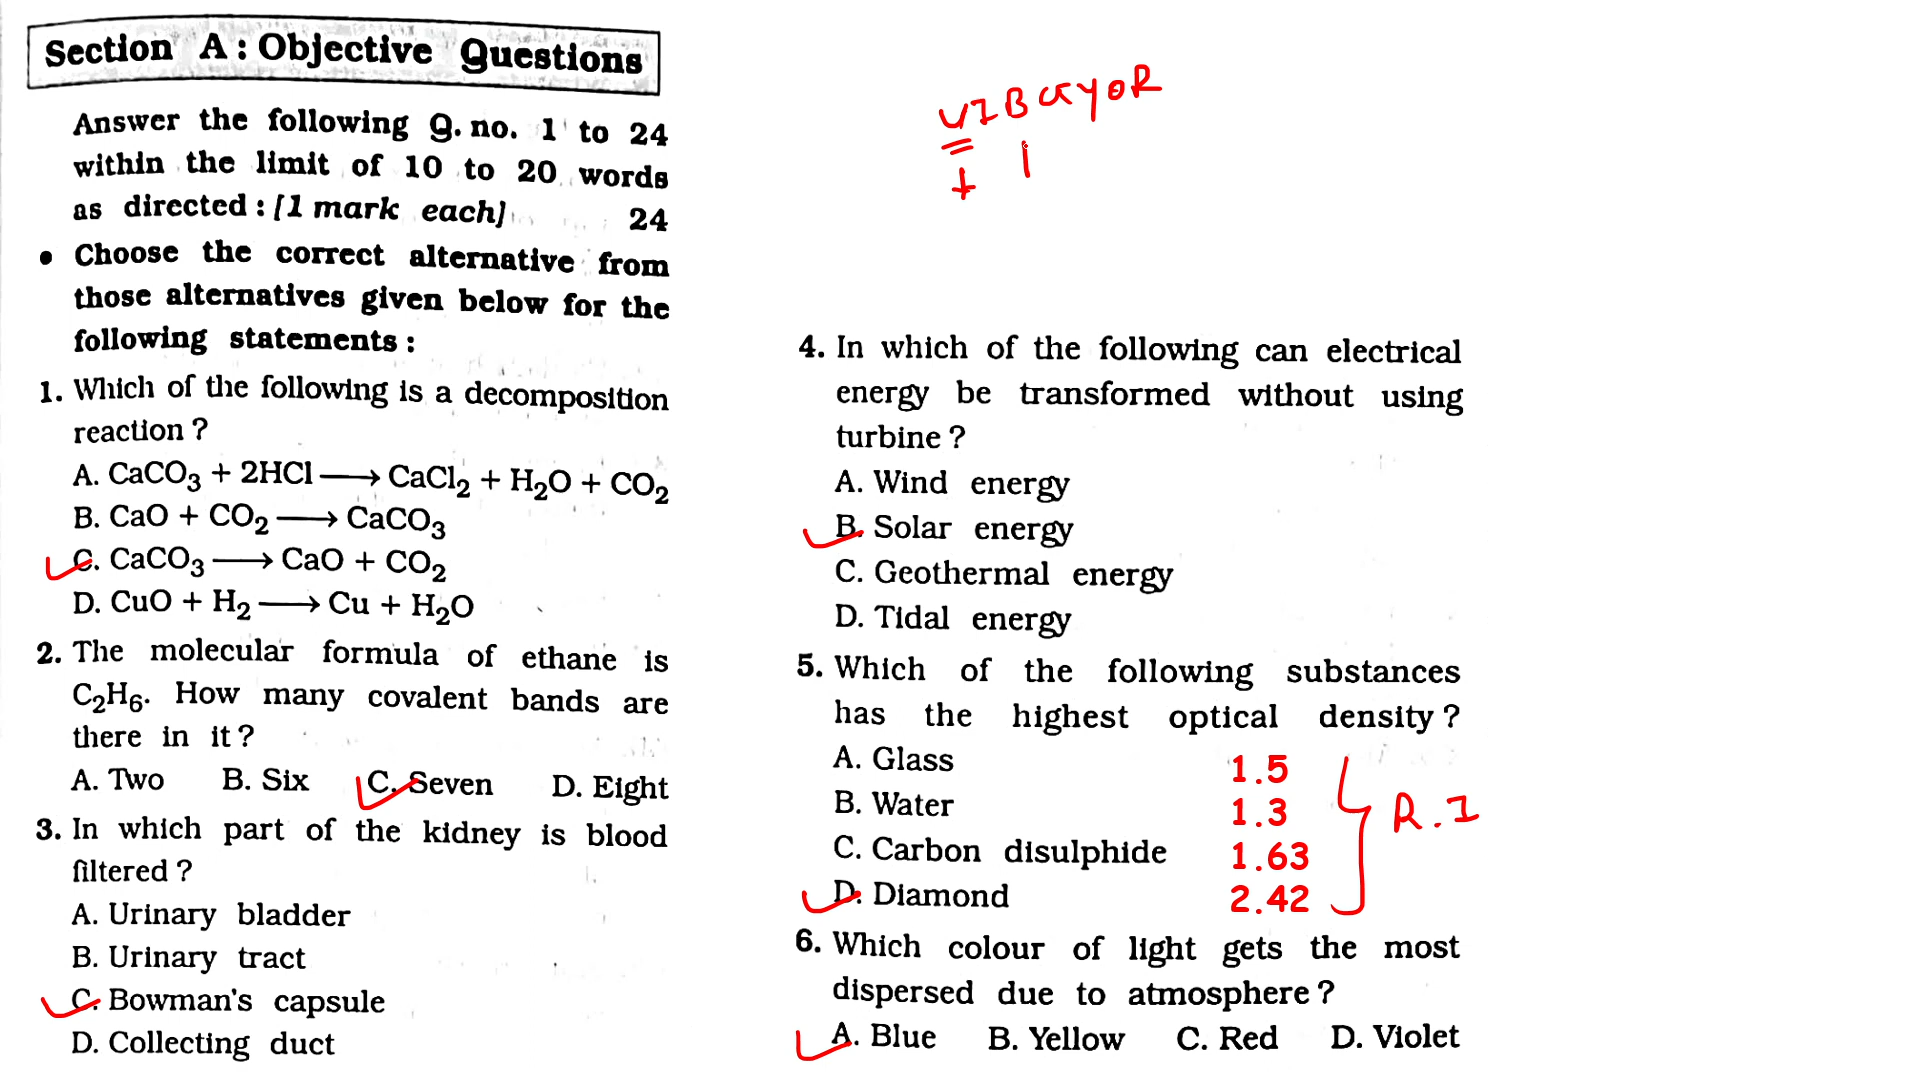 Section A : Objective Questions
Answer the following Q. no. 1 to 24
within the limit of 10 to 20 words
as directed : [1 mark each] 24
• Choose the correct alternative from
those alternatives given below for the
following statements :
1. Which of the following is a decomposition
reaction ?
A. CaCO₃ + 2HCl ⟶ CaCl₂ + H₂O + CO₂
B. CaO + CO₂ ⟶ CaCO₃
C. CaCO₃ ⟶ CaO + CO₂
D. CuO + H₂ ⟶ Cu + H₂O
2. The molecular formula of ethane is
C₂H₆. How many covalent bands are
there in it ?
A. Two B. Six C. Seven D. Eight
3. In which part of the kidney is blood
filtered ?
A. Urinary bladder
B. Urinary tract
C. Bowman's capsule
D. Collecting duct
VIBGYOR
4. In which of the following can electrical
energy be transformed without using
turbine ?
A. Wind energy
B. Solar energy
C. Geothermal energy
D. Tidal energy
5. Which of the following substances
has the highest optical density ?
A. Glass 1.5
B. Water 1.3
C. Carbon disulphide 1.63
D. Diamond 2.42
R.I
6. Which colour of light gets the most
dispersed due to atmosphere ?
A. Blue B. Yellow C. Red D. Violet